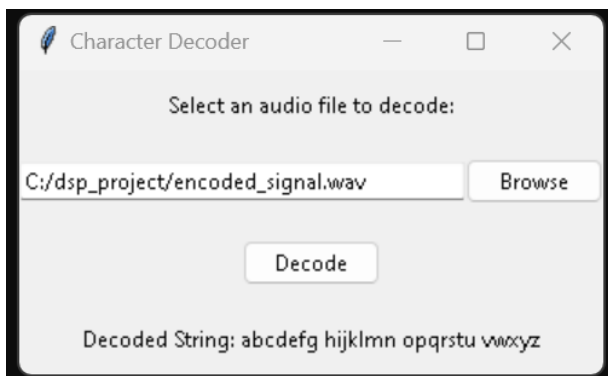 Character Decoder
Select an audio file to decode:
C:/dsp_project/encoded_signal.wav Browse
Decode
Decoded String: abcdefg hijklmn opqrstu vwxyz